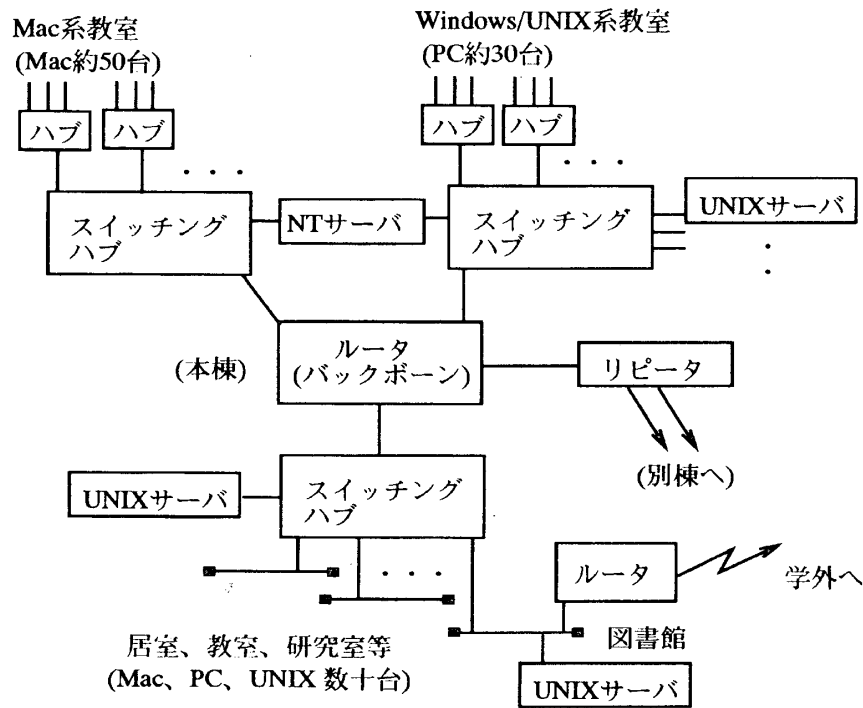 Mac系教室
(Mac約50台)
Windows/UNIX系教室
(PC約30台)
ハブ
ハブ
ハブ
ハブ
. . .
. . .
スイッチング
ハブ
NTサーバ
スイッチング
ハブ
UNIXサーバ
(本棟)
ルータ
(バックボーン)
リピータ
(別棟へ)
UNIXサーバ
スイッチング
ハブ
. . .
ルータ
学外へ
居室、教室、研究室等
(Mac、PC、UNIX 数十台)
図書館
UNIXサーバ